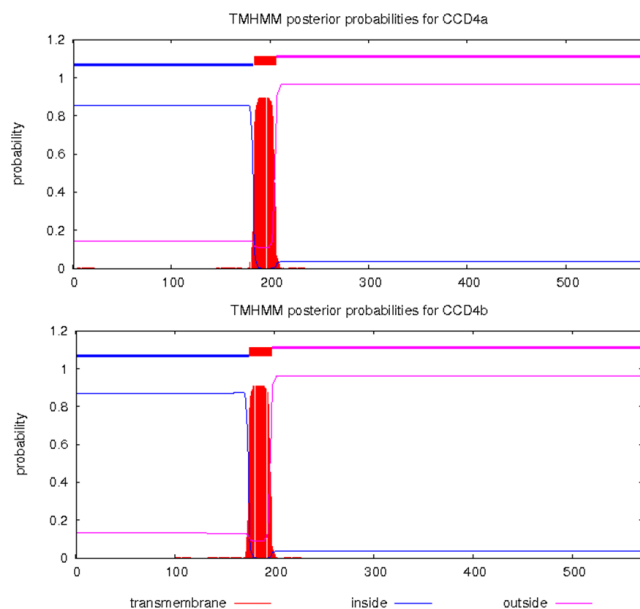 TMHMM posterior probabilities for CCD4a
1.2
1
0.8
0.6
0.4
0.2
0
probability
0 100 200 300 400 500
TMHMM posterior probabilities for CCD4b
1.2
1
0.8
0.6
0.4
0.2
0
probability
0 100 200 300 400 500
transmembrane inside outside